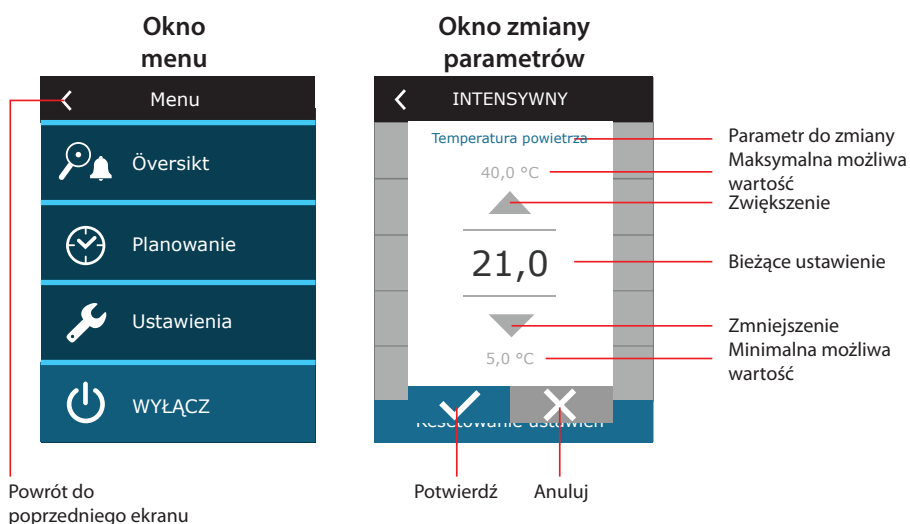 Okno
menu
Menu
Översikt
Planowanie
Ustawienia
WYŁĄCZ
Powrót do
poprzedniego ekranu
Okno zmiany
parametrów
INTENSYWNY
Temperatura powietrza
40,0 °C
21,0
5,0 °C
Resetowanie ustawień
Parametr do zmiany
Maksymalna możliwa
wartość
Zwiększenie
Bieżące ustawienie
Zmniejszenie
Minimalna możliwa
wartość
Potwierdź
Anuluj